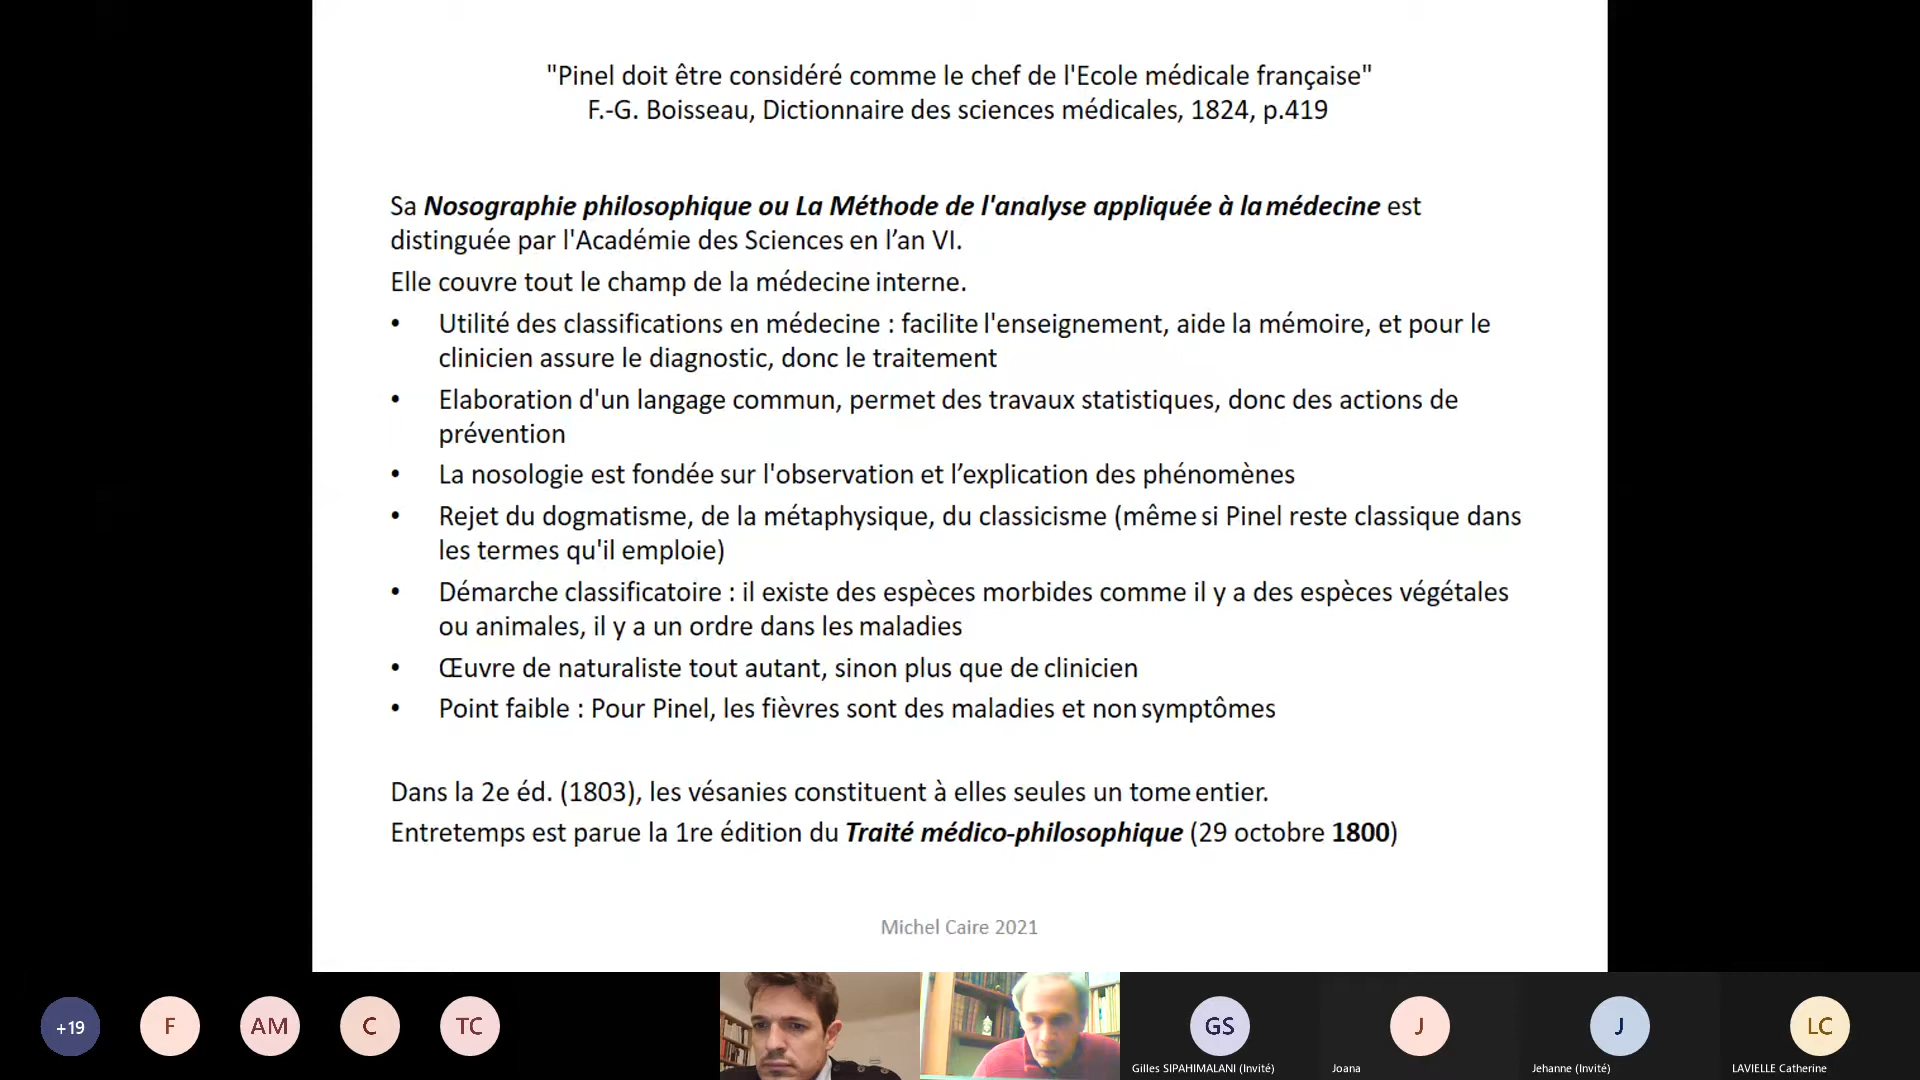 "Pinel doit être considéré comme le chef de l'Ecole médicale française"
F.-G. Boisseau, Dictionnaire des sciences médicales, 1824, p.419
Sa Nosographie philosophique ou La Méthode de l'analyse appliquée à la médecine est
distinguée par l'Académie des Sciences en l’an VI.
Elle couvre tout le champ de la médecine interne.
• Utilité des classifications en médecine : facilite l'enseignement, aide la mémoire, et pour le
clinicien assure le diagnostic, donc le traitement
• Elaboration d'un langage commun, permet des travaux statistiques, donc des actions de
prévention
• La nosologie est fondée sur l'observation et l’explication des phénomènes
• Rejet du dogmatisme, de la métaphysique, du classicisme (même si Pinel reste classique dans
les termes qu'il emploie)
• Démarche classificatoire : il existe des espèces morbides comme il y a des espèces végétales
ou animales, il y a un ordre dans les maladies
• Œuvre de naturaliste tout autant, sinon plus que de clinicien
• Point faible : Pour Pinel, les fièvres sont des maladies et non symptômes
Dans la 2e éd. (1803), les vésanies constituent à elles seules un tome entier.
Entretemps est parue la 1re édition du Traité médico-philosophique (29 octobre 1800)
Michel Caire 2021
+19 F AM C TC GS J J LC
Gilles SIPAHIMALANI (Invité) Joana Jehanne (Invité) LAVIELLE Catherine